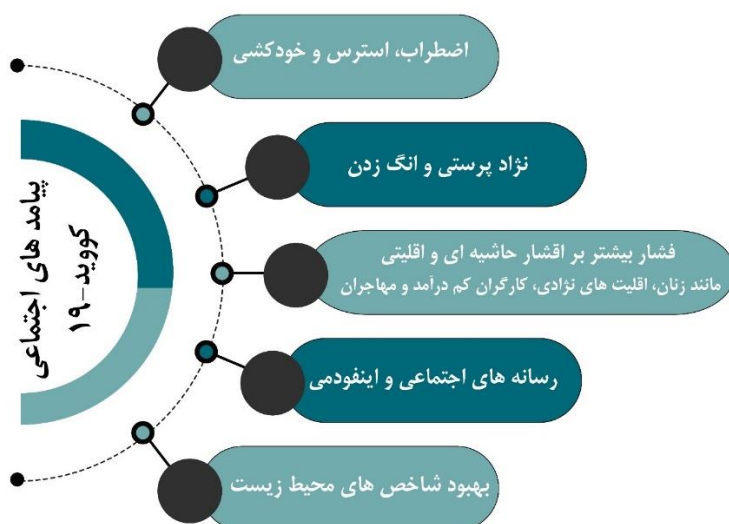 پیامد های اجتماعی
کووید-۱۹
اضطراب، استرس و خودکشی
نژاد پرستی و انگ زدن
فشار بیشتر بر اقشار حاشیه ای و اقلیتی
مانند زنان، اقلیت های نژادی، کارگران کم درآمد و مهاجران
رسانه های اجتماعی و اینفودمی
بهبود شاخص های محیط زیست